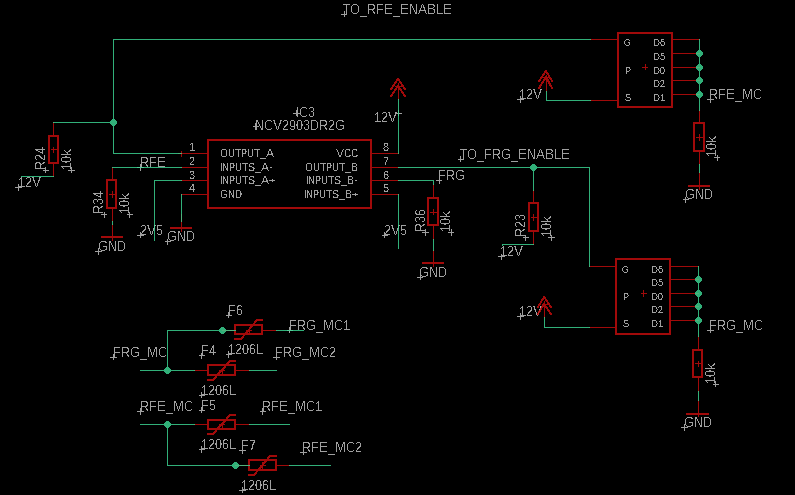 TO_RFE_ENABLE
G D6
D5
P D0
D2
S D1
12V
RFE_MC
10k
GND
12V
IC3
NCV2903DR2G
1 OUTPUT_A VCC 8
2 INPUTS_A- OUTPUT_B 7
3 INPUTS_A+ INPUTS_B- 6
4 GND INPUTS_B+ 5
R24
10k
12V
RFE
R34
10k
GND
2V5
GND
2V5
FRG
R36
10k
GND
TO_FRG_ENABLE
R23
10k
12V
G D6
D5
P D0
D2
S D1
12V
FRG_MC
10k
GND
F6
FRG_MC1
1206L
FRG_MC
F4
FRG_MC2
1206L
RFE_MC
F5
RFE_MC1
1206L
F7
RFE_MC2
1206L